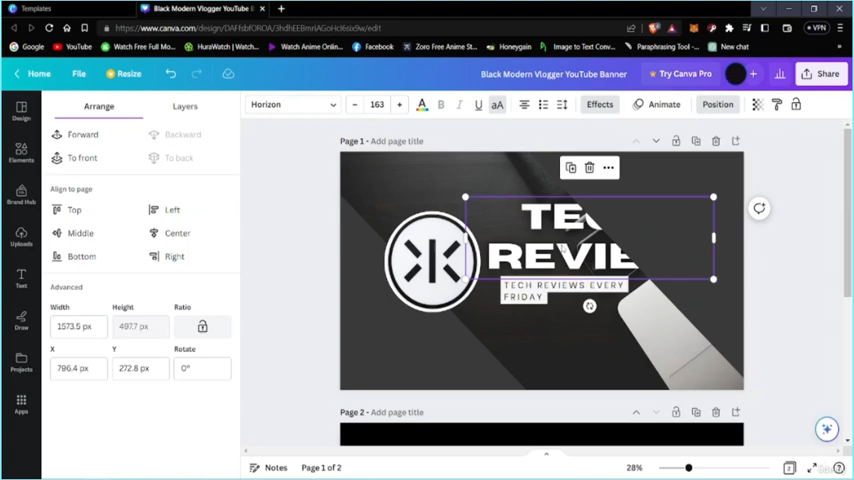 Templates
Black Modern Vlogger YouTube B
https://www.canva.com/design/DAFfsbfOROA/3hdhEEBmriAGoHcI6six9w/edit
VPN
Google
YouTube
Watch Free Full Mo...
HuraWatch :: Watch...
Watch Anime Online...
Facebook
Zoro Free Anime St...
Honeygain
Image to Text Conv...
Paraphrasing Tool -...
New chat
Home
File
Resize
Black Modern Vlogger YouTube Banner
Try Canva Pro
Share
Design
Elements
Brand Hub
Uploads
Text
Draw
Projects
Apps
Arrange
Layers
Forward
Backward
To front
To back
Align to page
Top
Left
Middle
Center
Bottom
Right
Advanced
Width
Height
Ratio
1573.5 px
497.7 px
X
Y
Rotate
796.4 px
272.8 px
0°
Horizon
- 163 +
A
B
I
U
aA
Effects
Animate
Position
Page 1 - Add page title
TEC
REVIE
TECH REVIEWS EVERY
FRIDAY
Page 2 - Add page title
Notes
Page 1 of 2
28%
2